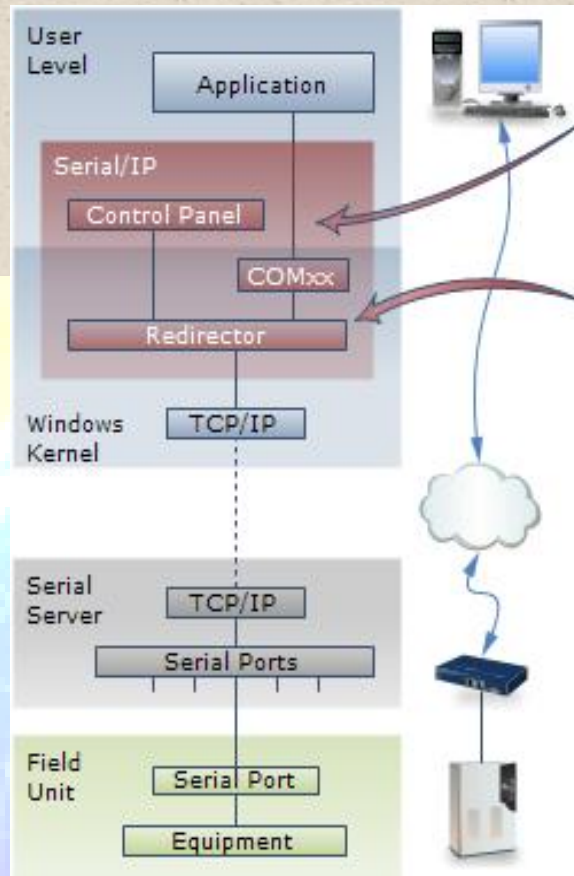 User
Level
Application
Serial/IP
Control Panel
COMxx
Redirector
Windows
Kernel
TCP/IP
Serial
Server
TCP/IP
Serial Ports
Field
Unit
Serial Port
Equipment